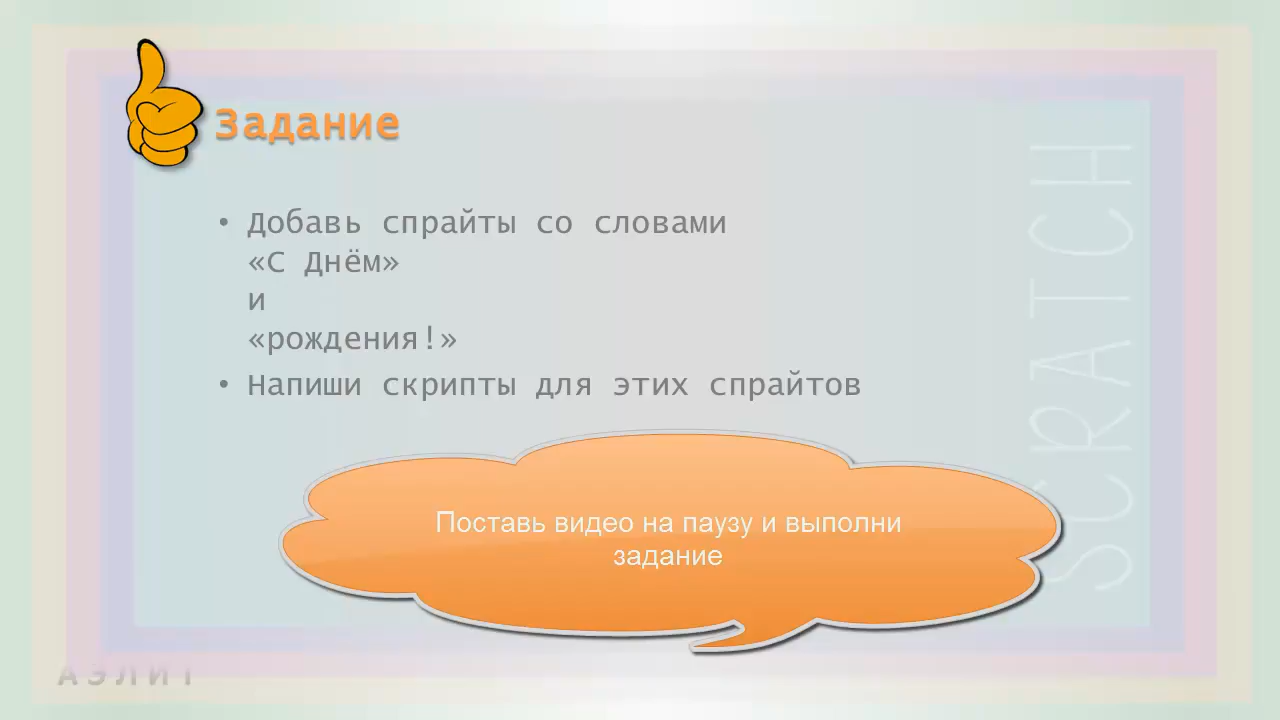 Задание
• Добавь спрайты со словами
«С Днём»
и
«рождения!»
• Напиши скрипты для этих спрайтов
Поставь видео на паузу и выполни
задание
SCRATCH
АЭЛИТ